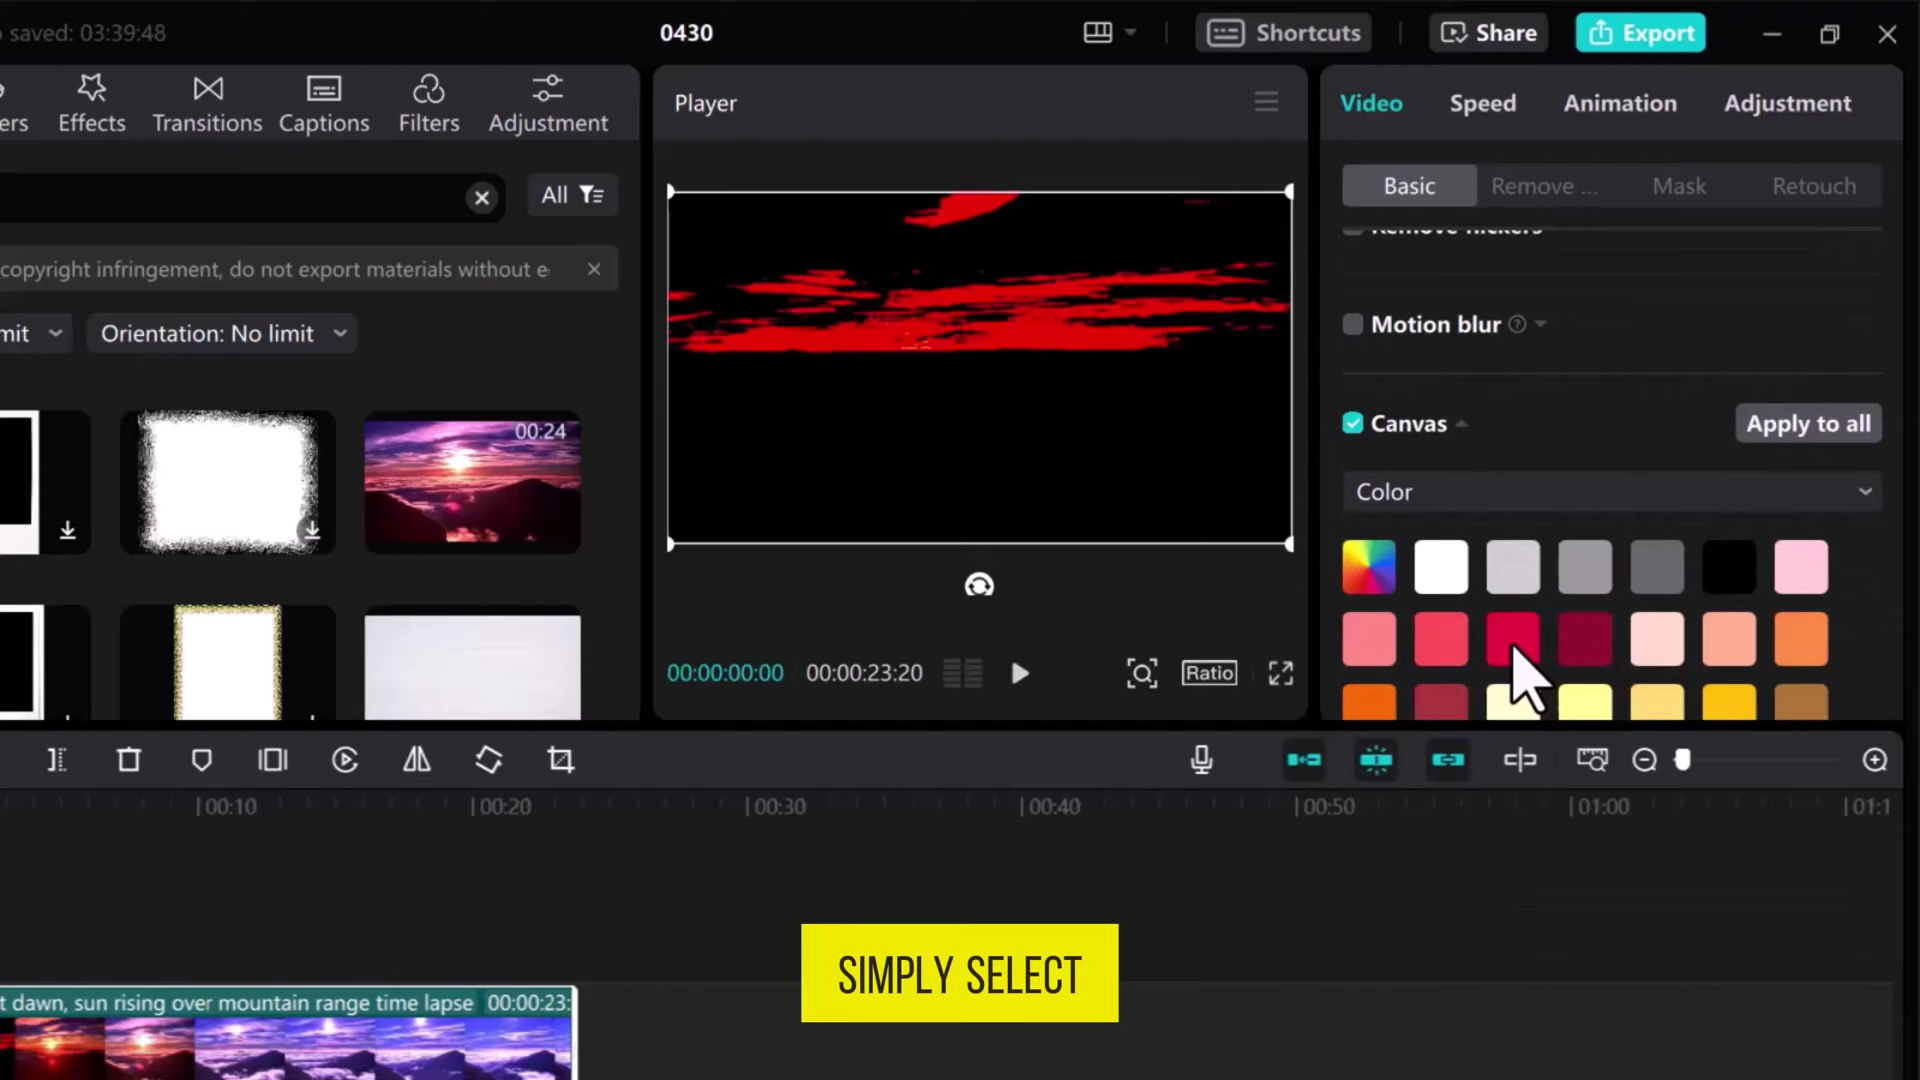 saved: 03:39:48
0430
Shortcuts
Share
Export
ers
Effects
Transitions
Captions
Filters
Adjustment
Player
Video
Speed
Animation
Adjustment
All
Basic
Remove ...
Mask
Retouch
Remove flickers
copyright infringement, do not export materials without e
mit
Orientation: No limit
Motion blur
Canvas
Apply to all
00:24
Color
00:00:00:00
00:00:23:20
Ratio
00:10
00:20
00:30
00:40
00:50
01:00
01:1
SIMPLY SELECT
t dawn, sun rising over mountain range time lapse
00:00:23: